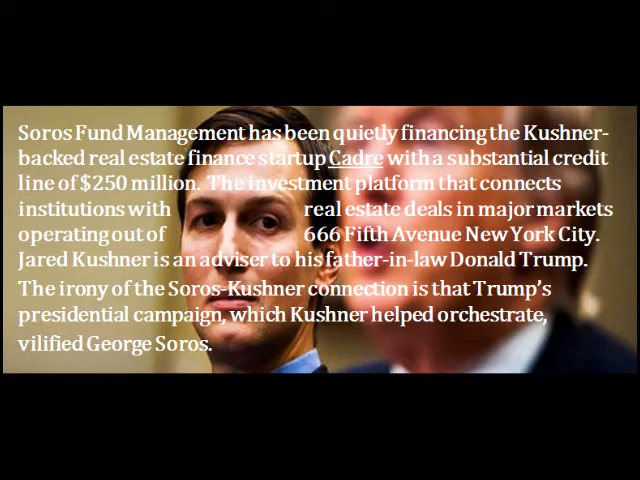 Soros Fund Management has been quietly financing the Kushner-
backed real estate finance startup Cadre with a substantial credit
line of $250 million. The investment platform that connects
institutions with real estate deals in major markets
operating out of 666 Fifth Avenue New York City.
Jared Kushner is an adviser to his father-in-law Donald Trump.
The irony of the Soros-Kushner connection is that Trump's
presidential campaign, which Kushner helped orchestrate,
vilified George Soros.